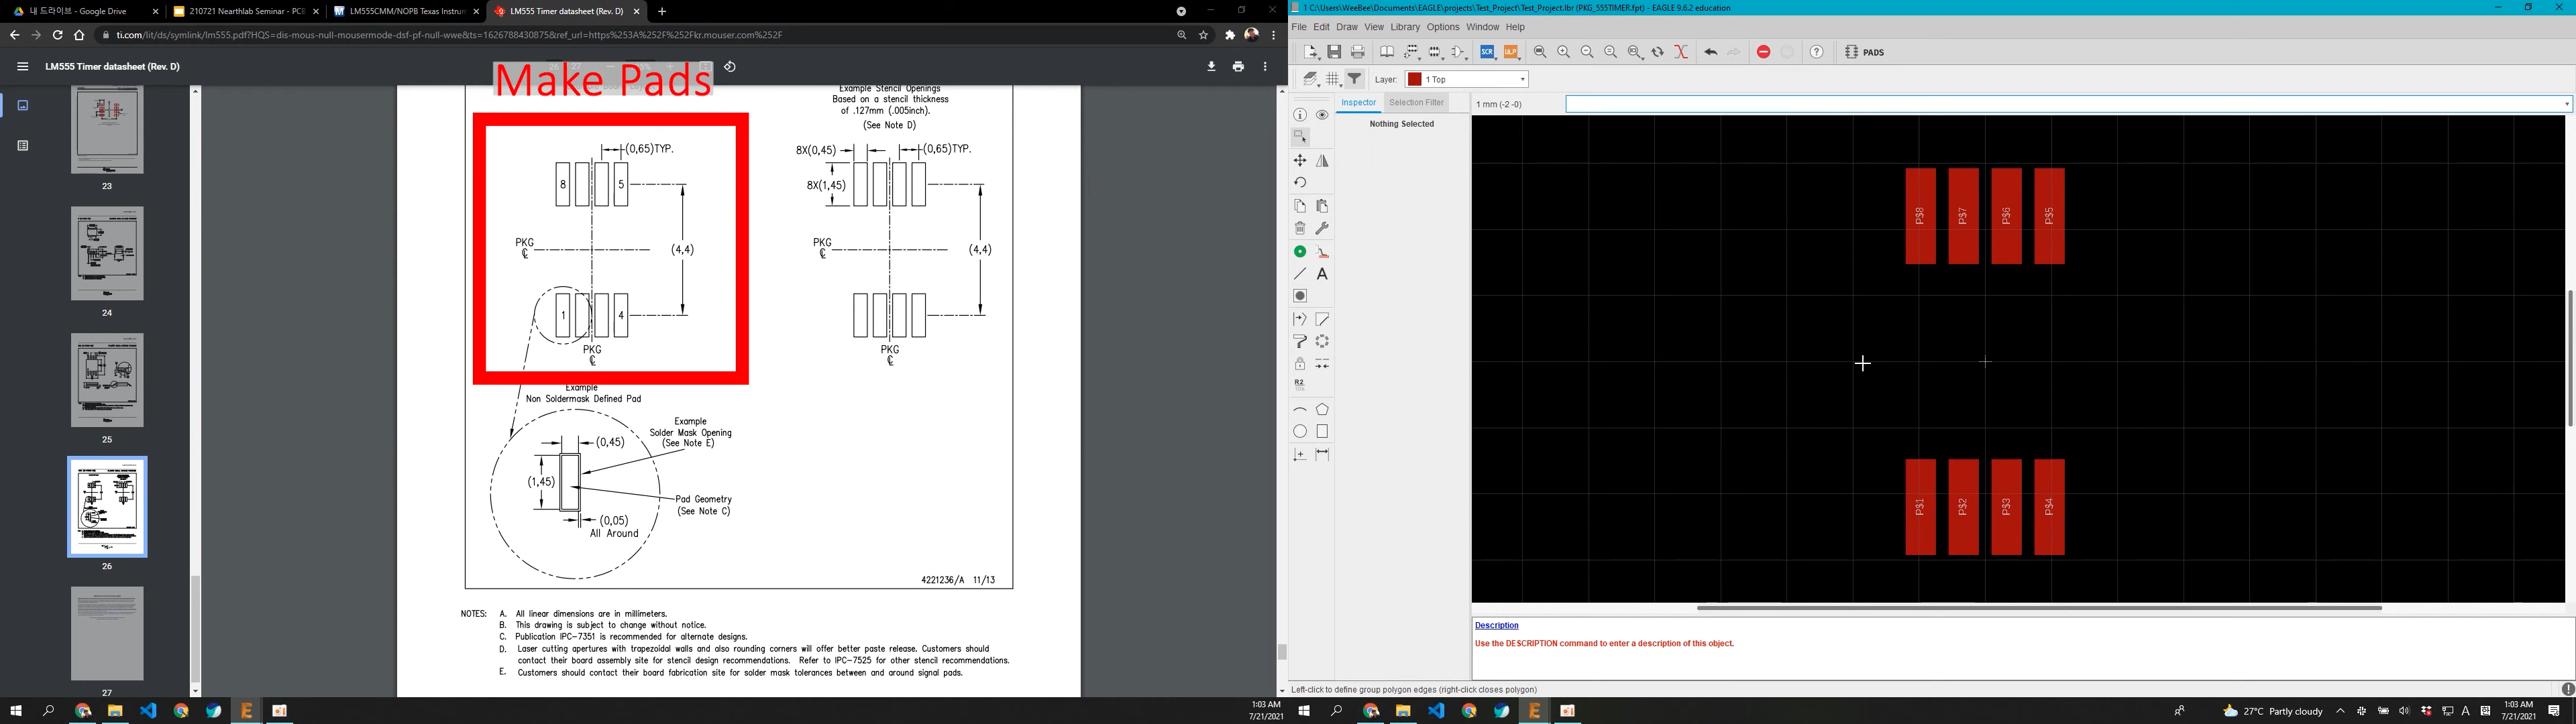 내 드라이브 - Google Drive
210721 Nearthlab Seminar - PCB
LM555CMM/NOPB Texas Instrum
LM555 Timer datasheet (Rev. D)
ti.com/lit/ds/symlink/lm555.pdf?HQS=dis-mous-null-mousermode-dsf-pf-null-wwe&ts=1626788430875&ref_url=https%253A%252F%252Fkr.mouser.com%252F
LM555 Timer datasheet (Rev. D)
Make Pads
23
24
25
26
27
Example Stencil Openings
Based on a stencil thickness
of .127mm (.005inch).
(See Note D)
(0,65)TYP.
8
5
(4,4)
PKG
℄
1
4
PKG
℄
8X(0,45)
(0,65)TYP.
8X(1,45)
PKG
℄
(4,4)
PKG
℄
Example
Non Soldermask Defined Pad
Example
Solder Mask Opening
(See Note E)
(0,45)
(1,45)
Pad Geometry
(See Note C)
(0,05)
All Around
4221236/A 11/13
NOTES: A. All linear dimensions are in millimeters.
B. This drawing is subject to change without notice.
C. Publication IPC-7351 is recommended for alternate designs.
D. Laser cutting apertures with trapezoidal walls and also rounding corners will offer better paste release. Customers should
contact their board assembly site for stencil design recommendations. Refer to IPC-7525 for other stencil recommendations.
E. Customers should contact their board fabrication site for solder mask tolerances between and around signal pads.
1:03 AM
7/21/2021
1 C:\Users\WeeBee\Documents\EAGLE\projects\Test_Project\Test_Project.lbr (PKG_555TIMER.fpt) - EAGLE 9.6.2 education
File Edit Draw View Library Options Window Help
SCR
ULP
PADS
Layer: 1 Top
Inspector
Selection Filter
1 mm (-2 -0)
Nothing Selected
A
R2
10k
P$8
P$7
P$6
P$5
P$1
P$2
P$3
P$4
Description
Use the DESCRIPTION command to enter a description of this object.
Left-click to define group polygon edges (right-click closes polygon)
27°C Partly cloudy
A
1:03 AM
7/21/2021